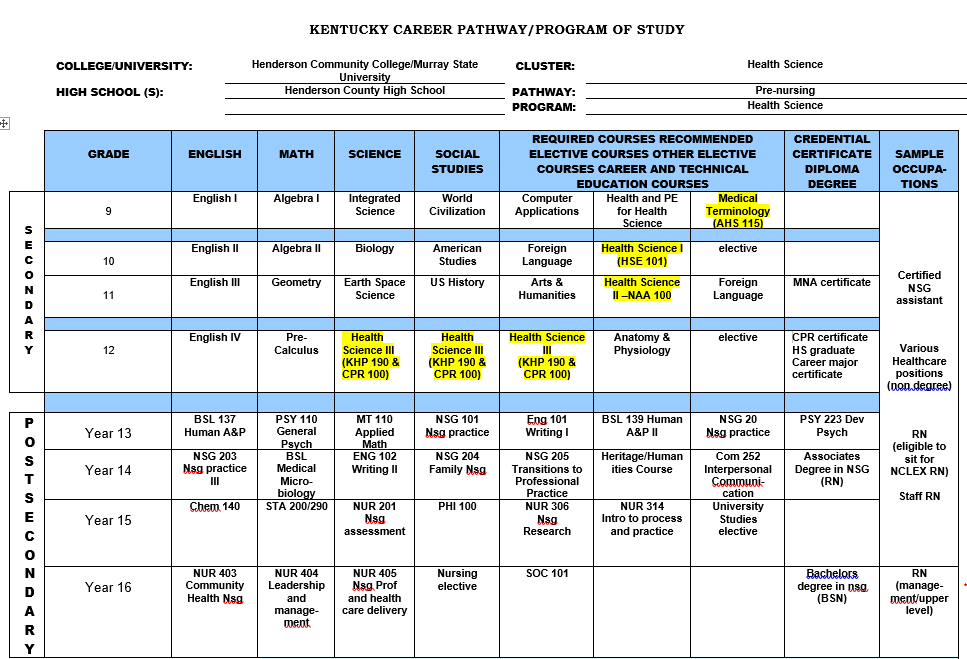 KENTUCKY CAREER PATHWAY/PROGRAM OF STUDY
COLLEGE/UNIVERSITY:
Henderson Community College/Murray State
University
HIGH SCHOOL (S):
Henderson County High School
CLUSTER:
Health Science
PATHWAY:
Pre-nursing
PROGRAM:
Health Science
GRADE
ENGLISH
MATH
SCIENCE
SOCIAL
STUDIES
REQUIRED COURSES RECOMMENDED
ELECTIVE COURSES OTHER ELECTIVE
COURSES CAREER AND TECHNICAL
EDUCATION COURSES
CREDENTIAL
CERTIFICATE
DIPLOMA
DEGREE
SAMPLE
OCCUPA-
TIONS
SECONDARY
9
English I
Algebra I
Integrated
Science
World
Civilization
Computer
Applications
Health and PE
for Health
Science
Medical
Terminology
(AHS 115)
10
English II
Algebra II
Biology
American
Studies
Foreign
Language
Health Science I
(HSE 101)
elective
11
English III
Geometry
Earth Space
Science
US History
Arts &
Humanities
Health Science
II –NAA 100
Foreign
Language
MNA certificate
Certified
NSG
assistant
12
English IV
Pre-
Calculus
Health
Science III
(KHP 190 &
CPR 100)
Health
Science III
(KHP 190 &
CPR 100)
Health Science
III
(KHP 190 &
CPR 100)
Anatomy &
Physiology
elective
CPR certificate
HS graduate
Career major
certificate
Various
Healthcare
positions
(non degree)
POSTSECONDARY
Year 13
BSL 137
Human A&P
PSY 110
General
Psych
MT 110
Applied
Math
NSG 101
Nsg practice
Eng 101
Writing I
BSL 139 Human
A&P II
NSG 20
Nsg practice
PSY 223 Dev
Psych
RN
(eligible to
sit for
NCLEX RN)
Staff RN
Year 14
NSG 203
Nsg practice
III
BSL
Medical
Micro-
biology
ENG 102
Writing II
NSG 204
Family Nsg
NSG 205
Transitions to
Professional
Practice
Heritage/Human
ities Course
Com 252
Interpersonal
Communi-
cation
Associates
Degree in NSG
(RN)
Year 15
Chem 140
STA 200/290
NUR 201
Nsg
assessment
PHI 100
NUR 306
Nsg
Research
NUR 314
Intro to process
and practice
University
Studies
elective
Year 16
NUR 403
Community
Health Nsg
NUR 404
Leadership
and
manage-
ment
NUR 405
Nsg Prof
and health
care delivery
Nursing
elective
SOC 101
Bachelors
degree in nsg
(BSN)
RN
(manage-
ment/upper
level)